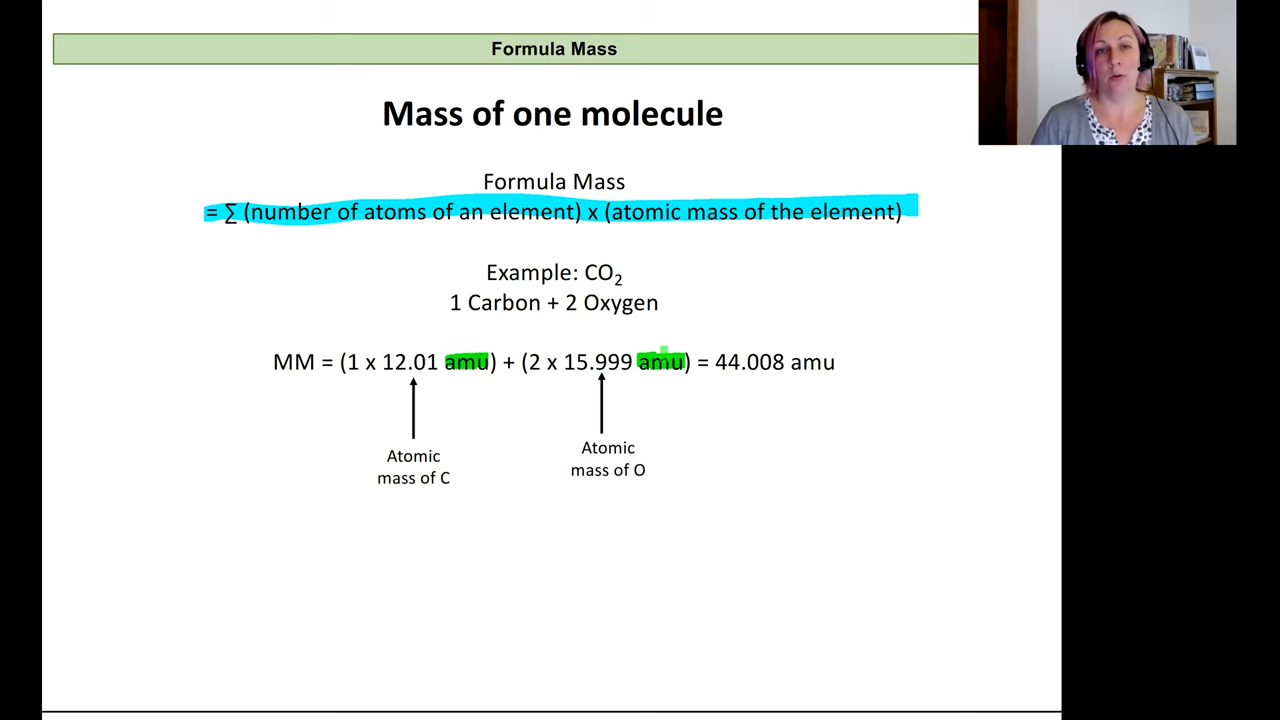 Formula Mass
Mass of one molecule
Formula Mass
= ∑ (number of atoms of an element) x (atomic mass of the element)
Example: CO₂
1 Carbon + 2 Oxygen
MM = (1 x 12.01 amu) + (2 x 15.999 amu) = 44.008 amu
Atomic
mass of C
Atomic
mass of O